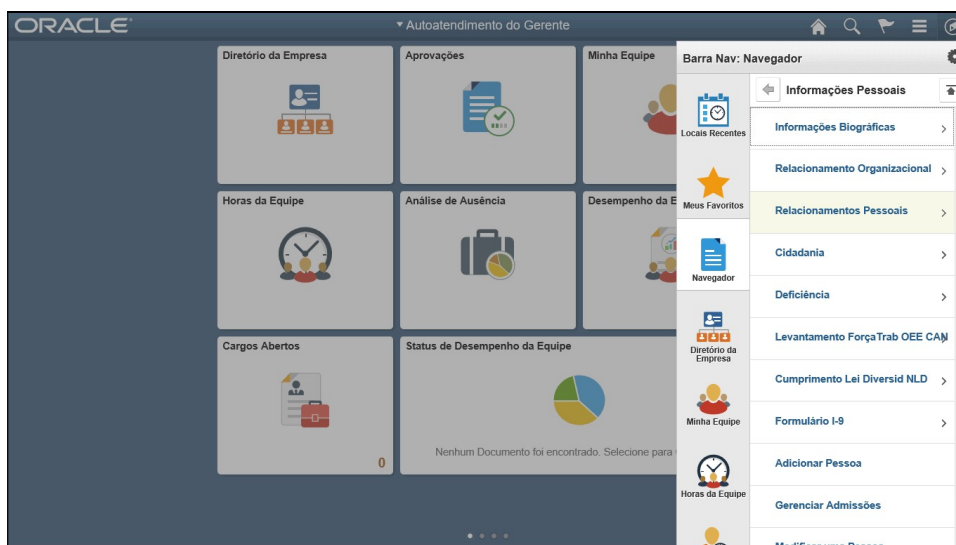 ORACLE
Autoatendimento do Gerente
Diretório da Empresa
Aprovações
Minha Equipe
Horas da Equipe
Análise de Ausência
Desempenho da E
Cargos Abertos
0
Status de Desempenho da Equipe
Nenhum Documento foi encontrado. Selecione para
Barra Nav: Navegador
Locais Recentes
Meus Favoritos
Navegador
Diretório da
Empresa
Minha Equipe
Horas da Equipe
Informações Pessoais
Informações Biográficas
Relacionamento Organizacional
Relacionamentos Pessoais
Cidadania
Deficiência
Levantamento ForçaTrab OEE CAN
Cumprimento Lei Diversid NLD
Formulário I-9
Adicionar Pessoa
Gerenciar Admissões
Modificar uma Pessoa